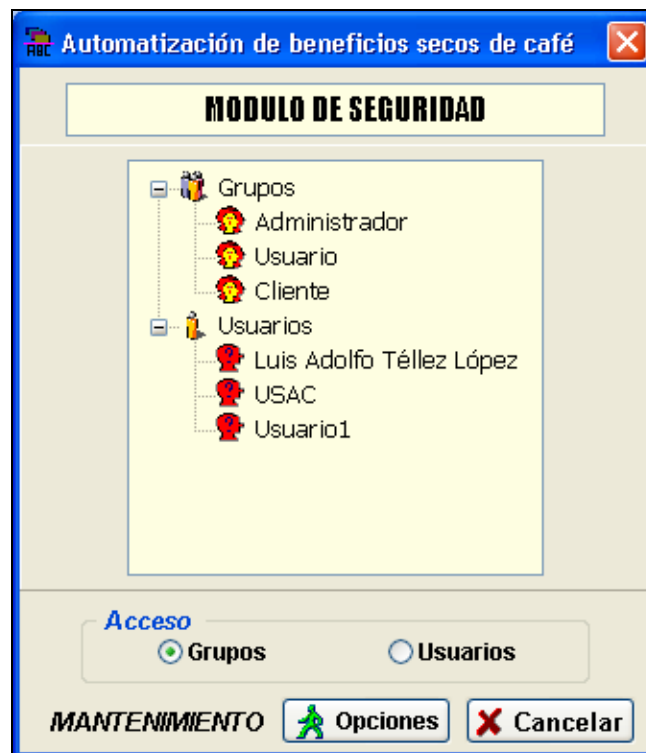 Automatización de beneficios secos de café
MODULO DE SEGURIDAD
Grupos
Administrador
Usuario
Cliente
Usuarios
Luis Adolfo Téllez López
USAC
Usuario1
Acceso
Grupos Usuarios
MANTENIMIENTO Opciones Cancelar